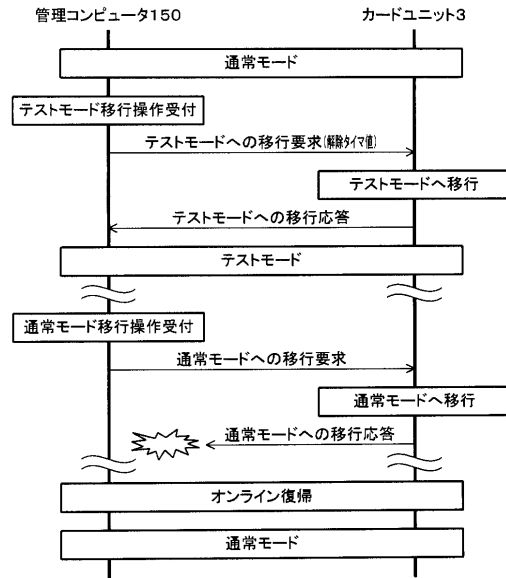 管理コンピュータ150
カードユニット3
通常モード
テストモード移行操作受付
テストモードへの移行要求(解除タイマ値)
テストモードへ移行
テストモードへの移行応答
テストモード
通常モード移行操作受付
通常モードへの移行要求
通常モードへ移行
通常モードへの移行応答
オンライン復帰
通常モード